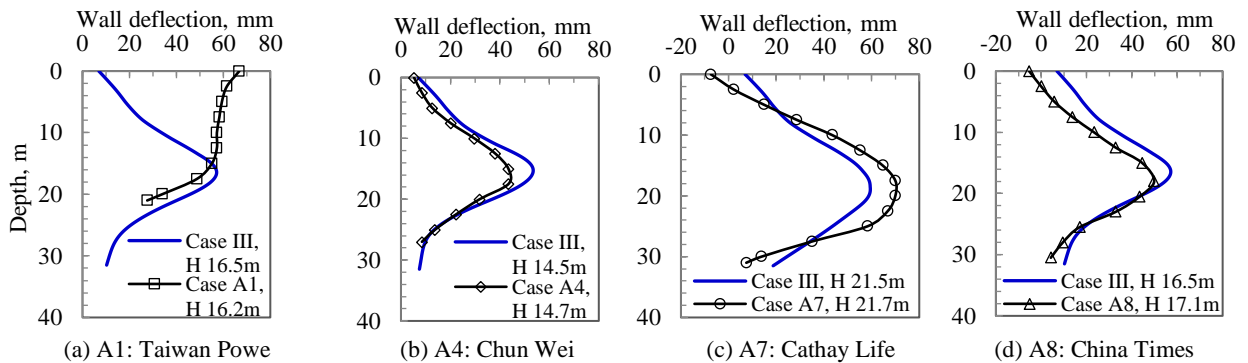 Wall deflection, mm
0 20 40 60 80
0
10
20
30
40
Depth, m
Case III,
H 16.5m
Case A1,
H 16.2m
(a) A1: Taiwan Powe
Wall deflection, mm
0 20 40 60 80
0
10
20
30
40
Case III,
H 14.5m
Case A4,
H 14.7m
(b) A4: Chun Wei
Wall deflection, mm
-20 0 20 40 60 80
0
10
20
30
40
Case III, H 21.5m
Case A7, H 21.7m
(c) A7: Cathay Life
Wall deflection, mm
-20 0 20 40 60 80
0
10
20
30
40
Case III, H 16.5m
Case A8, H 17.1m
(d) A8: China Times